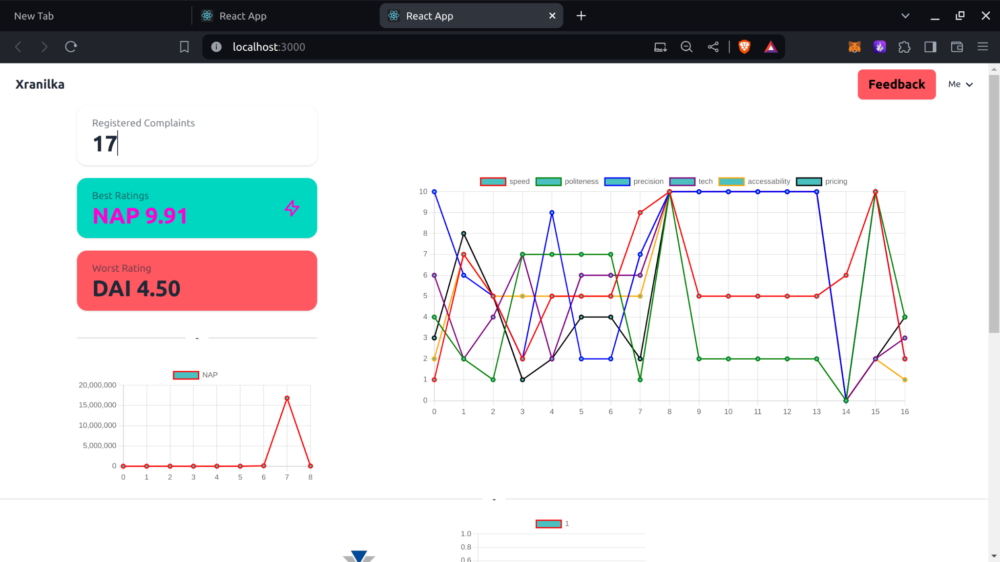 New Tab
React App
React App
localhost:3000
Xranilka
Feedback
Me
Registered Complaints
17
Best Ratings
NAP 9.91
Worst Rating
DAI 4.50
-
speed politeness precision tech accessability pricing
10
9
8
7
6
5
4
3
2
1
0
0 1 2 3 4 5 6 7 8 9 10 11 12 13 14 15 16
NAP
20,000,000
15,000,000
10,000,000
5,000,000
0
0 1 2 3 4 5 6 7 8
-
1
1.0
0.8
0.6